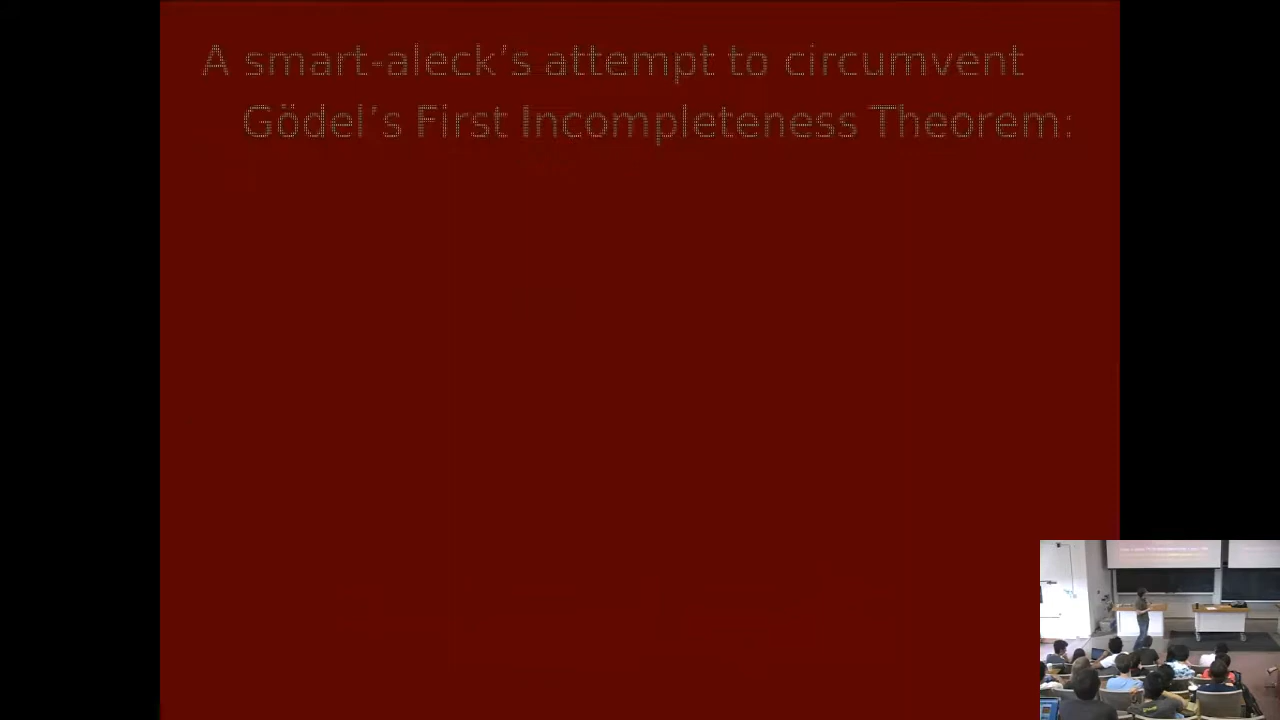 A smart-aleck's attempt to circumvent
Gödel's First Incompleteness Theorem: